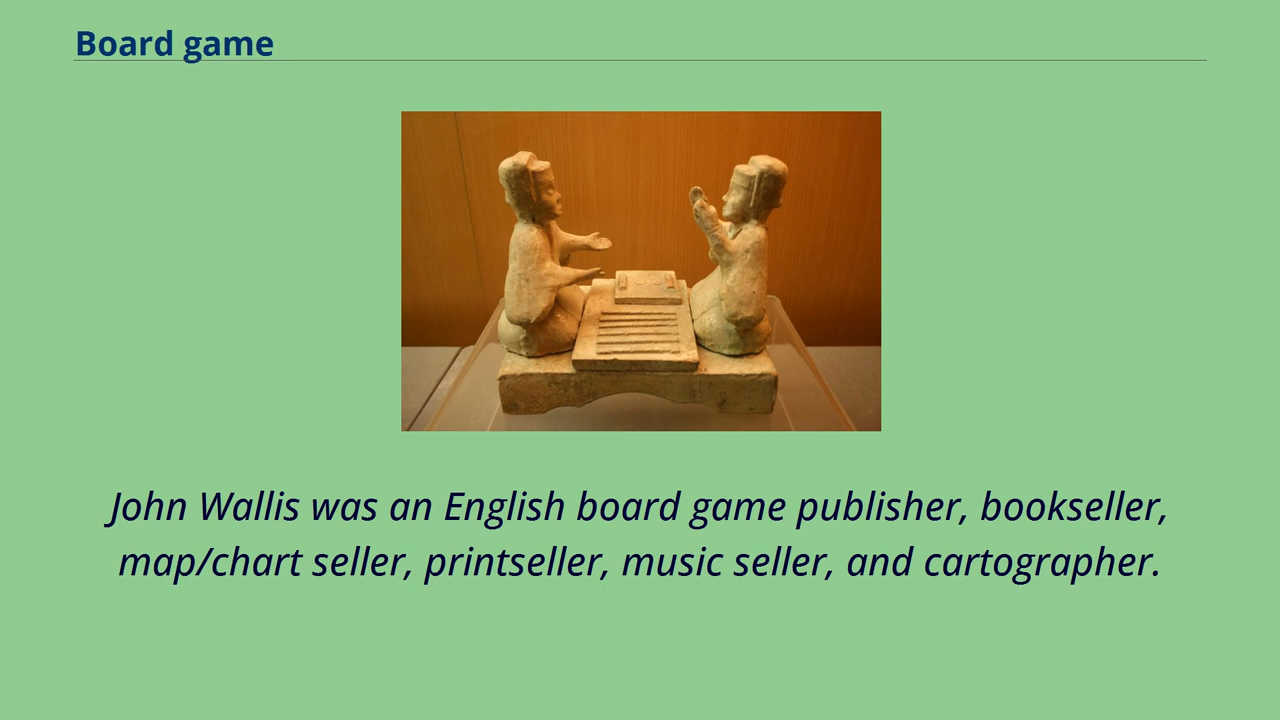 Board game
John Wallis was an English board game publisher, bookseller,
map/chart seller, printseller, music seller, and cartographer.